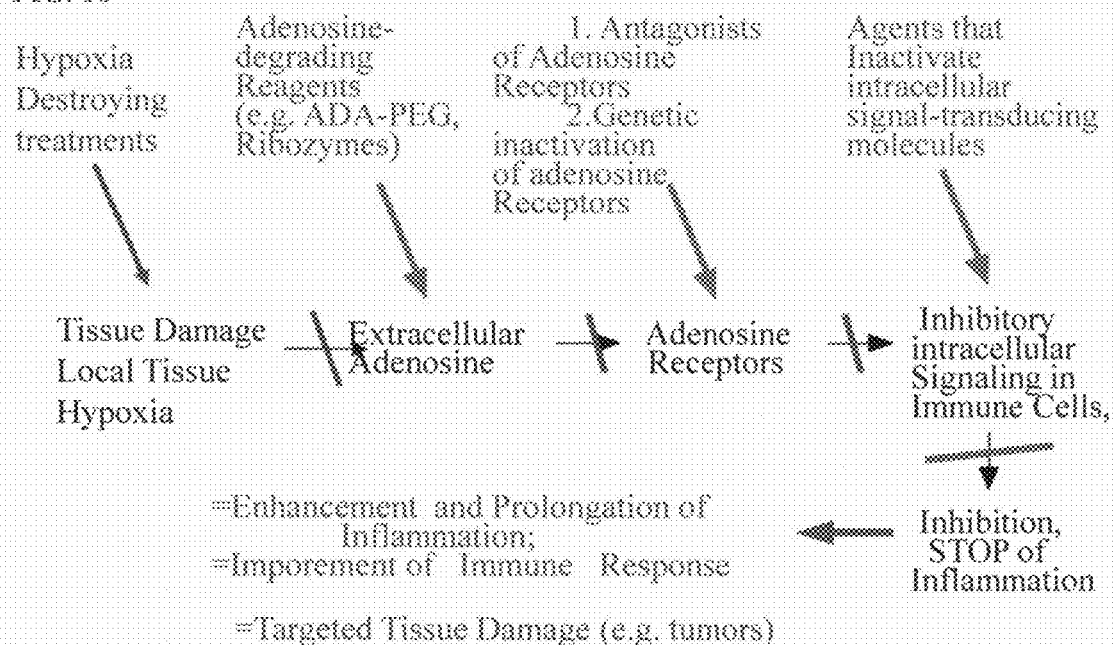 Hypoxia
Destroying
treatments
Adenosine-
degrading
Reagents
(e.g. ADA-PEG,
Ribozymes)
1. Antagonists
of Adenosine
Receptors
2.Genetic
inactivation
of adenosine
Receptors
Agents that
Inactivate
intracellular
signal-transducing
molecules
Tissue Damage
Local Tissue
Hypoxia
Extracellular
Adenosine
Adenosine
Receptors
Inhibitory
intracellular
Signaling in
Immune Cells,
Inhibition,
STOP of
Inflammation
=Enhancement and Prolongation of
Inflammation;
=Imporement of Immune Response
=Targeted Tissue Damage (e.g. tumors)